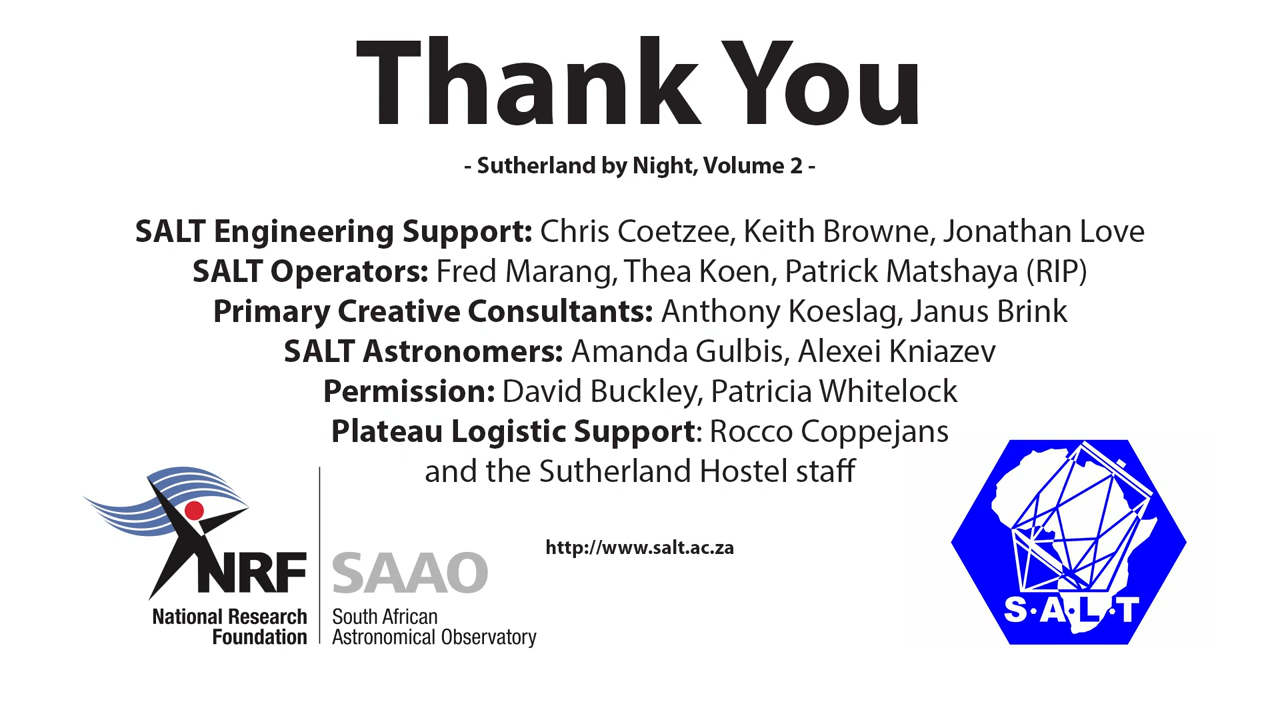 Thank You
- Sutherland by Night, Volume 2 -
SALT Engineering Support: Chris Coetzee, Keith Browne, Jonathan Love
SALT Operators: Fred Marang, Thea Koen, Patrick Matshaya (RIP)
Primary Creative Consultants: Anthony Koeslag, Janus Brink
SALT Astronomers: Amanda Gulbis, Alexei Kniazev
Permission: David Buckley, Patricia Whitelock
Plateau Logistic Support: Rocco Coppejans
and the Sutherland Hostel staff
http://www.salt.ac.za
NRF
National Research
Foundation
SAAO
South African
Astronomical Observatory
S·A·L·T